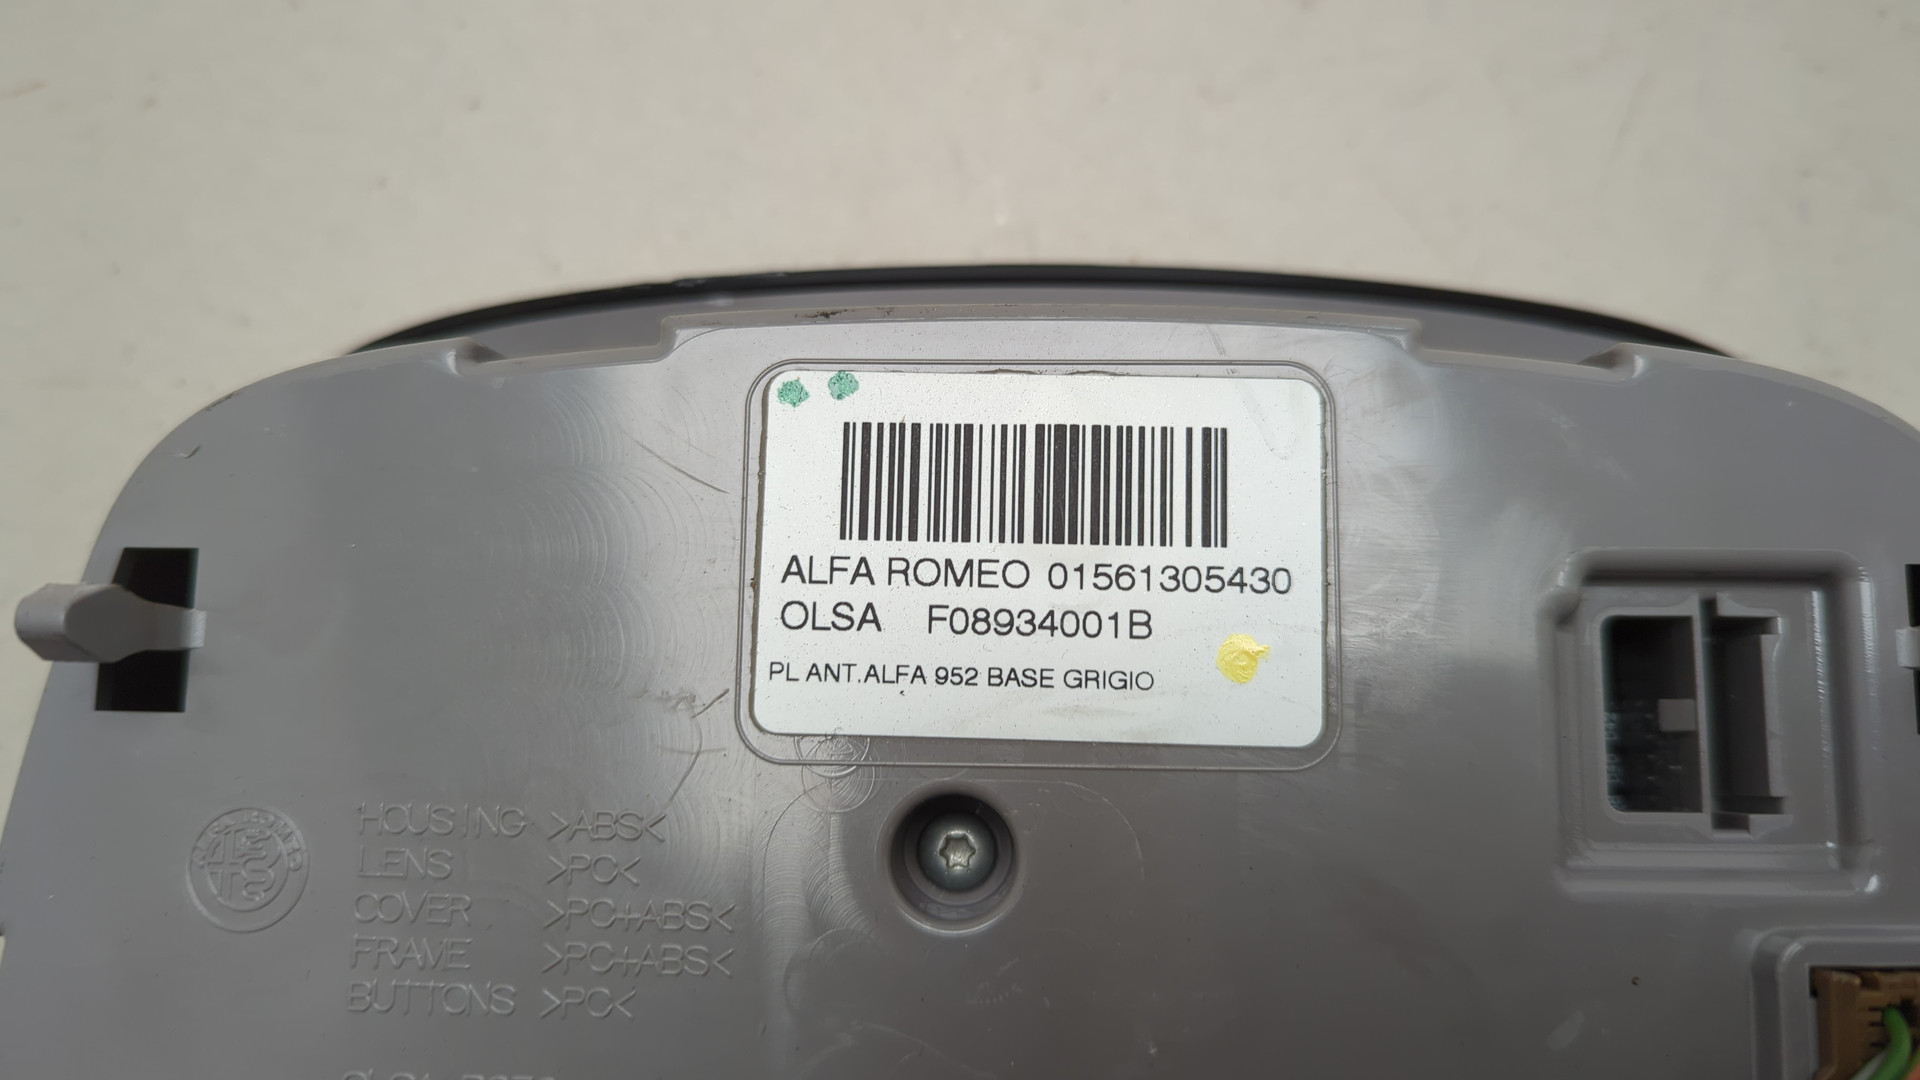 ALFA ROMEO 01561305430
OLSA F08934001B
PL ANT.ALFA 952 BASE GRIGIO
HOUSING >ABS<
LENS >PC<
COVER >PC+ABS<
FRAME >PC+ABS<
BUTTONS >PC<